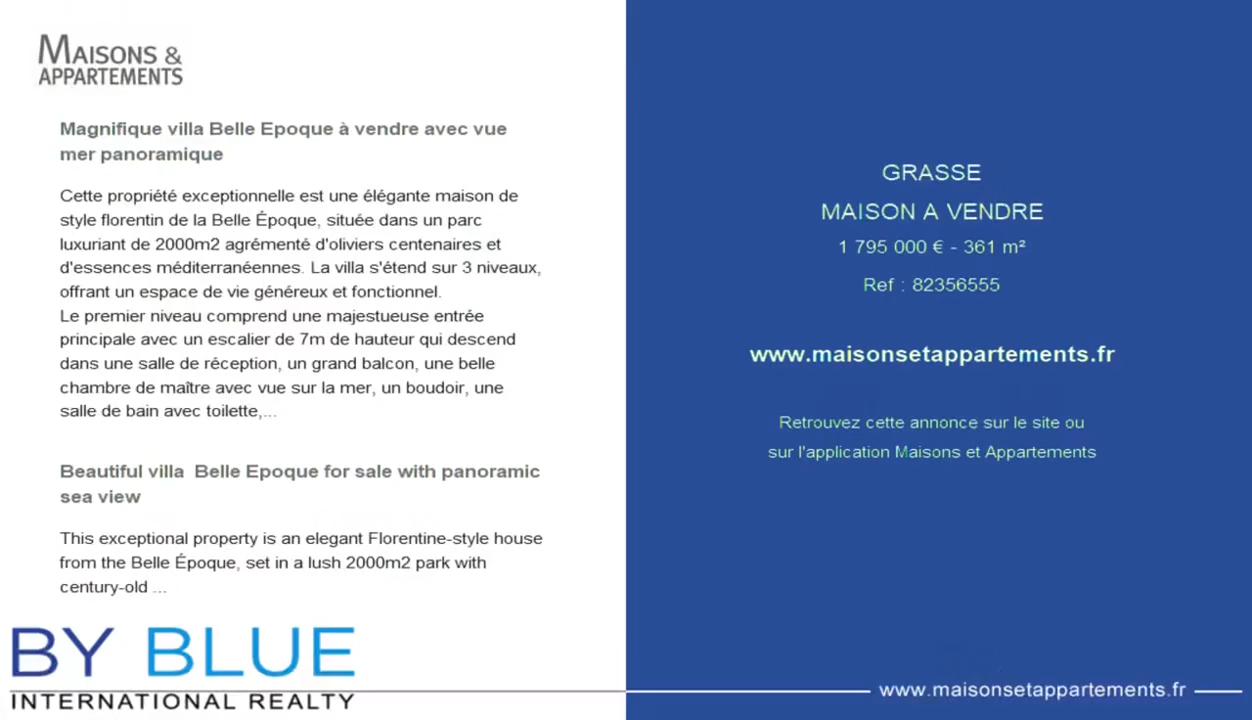 MAISONS &
APPARTEMENTS
Magnifique villa Belle Epoque à vendre avec vue
mer panoramique
Cette propriété exceptionnelle est une élégante maison de
style florentin de la Belle Époque, située dans un parc
luxuriant de 2000m2 agrémenté d'oliviers centenaires et
d'essences méditerranéennes. La villa s'étend sur 3 niveaux,
offrant un espace de vie généreux et fonctionnel.
Le premier niveau comprend une majestueuse entrée
principale avec un escalier de 7m de hauteur qui descend
dans une salle de réception, un grand balcon, une belle
chambre de maître avec vue sur la mer, un boudoir, une
salle de bain avec toilette,...
Beautiful villa  Belle Epoque for sale with panoramic
sea view
This exceptional property is an elegant Florentine-style house
from the Belle Époque, set in a lush 2000m2 park with
century-old ...
BY BLUE
INTERNATIONAL REALTY
GRASSE
MAISON A VENDRE
1 795 000 € - 361 m²
Ref : 82356555
www.maisonsetappartements.fr
Retrouvez cette annonce sur le site ou
sur l'application Maisons et Appartements
www.maisonsetappartements.fr